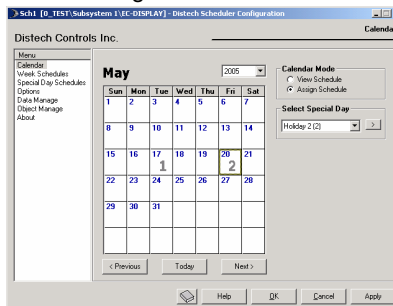 Sch1 [0_TEST\Subsystem 1\EC-DISPLAY] - Distech Scheduler Configuration
Calenda
Distech Controls Inc.
Menu
Calendar
Week Schedules
Special Day Schedules
Options
Data Manage
Object Manage
About
May 2005
Sun Mon Tue Wed Thu Fri Sat
1 2 3 4 5 6 7
8 9 10 11 12 13 14
15 16 17 18 19 20 21
1 2
22 23 24 25 26 27 28
29 30 31
< Previous Today Next >
Calendar Mode
View Schedule
Assign Schedule
Select Special Day
Holiday 2 (2) >
Help OK Cancel Apply